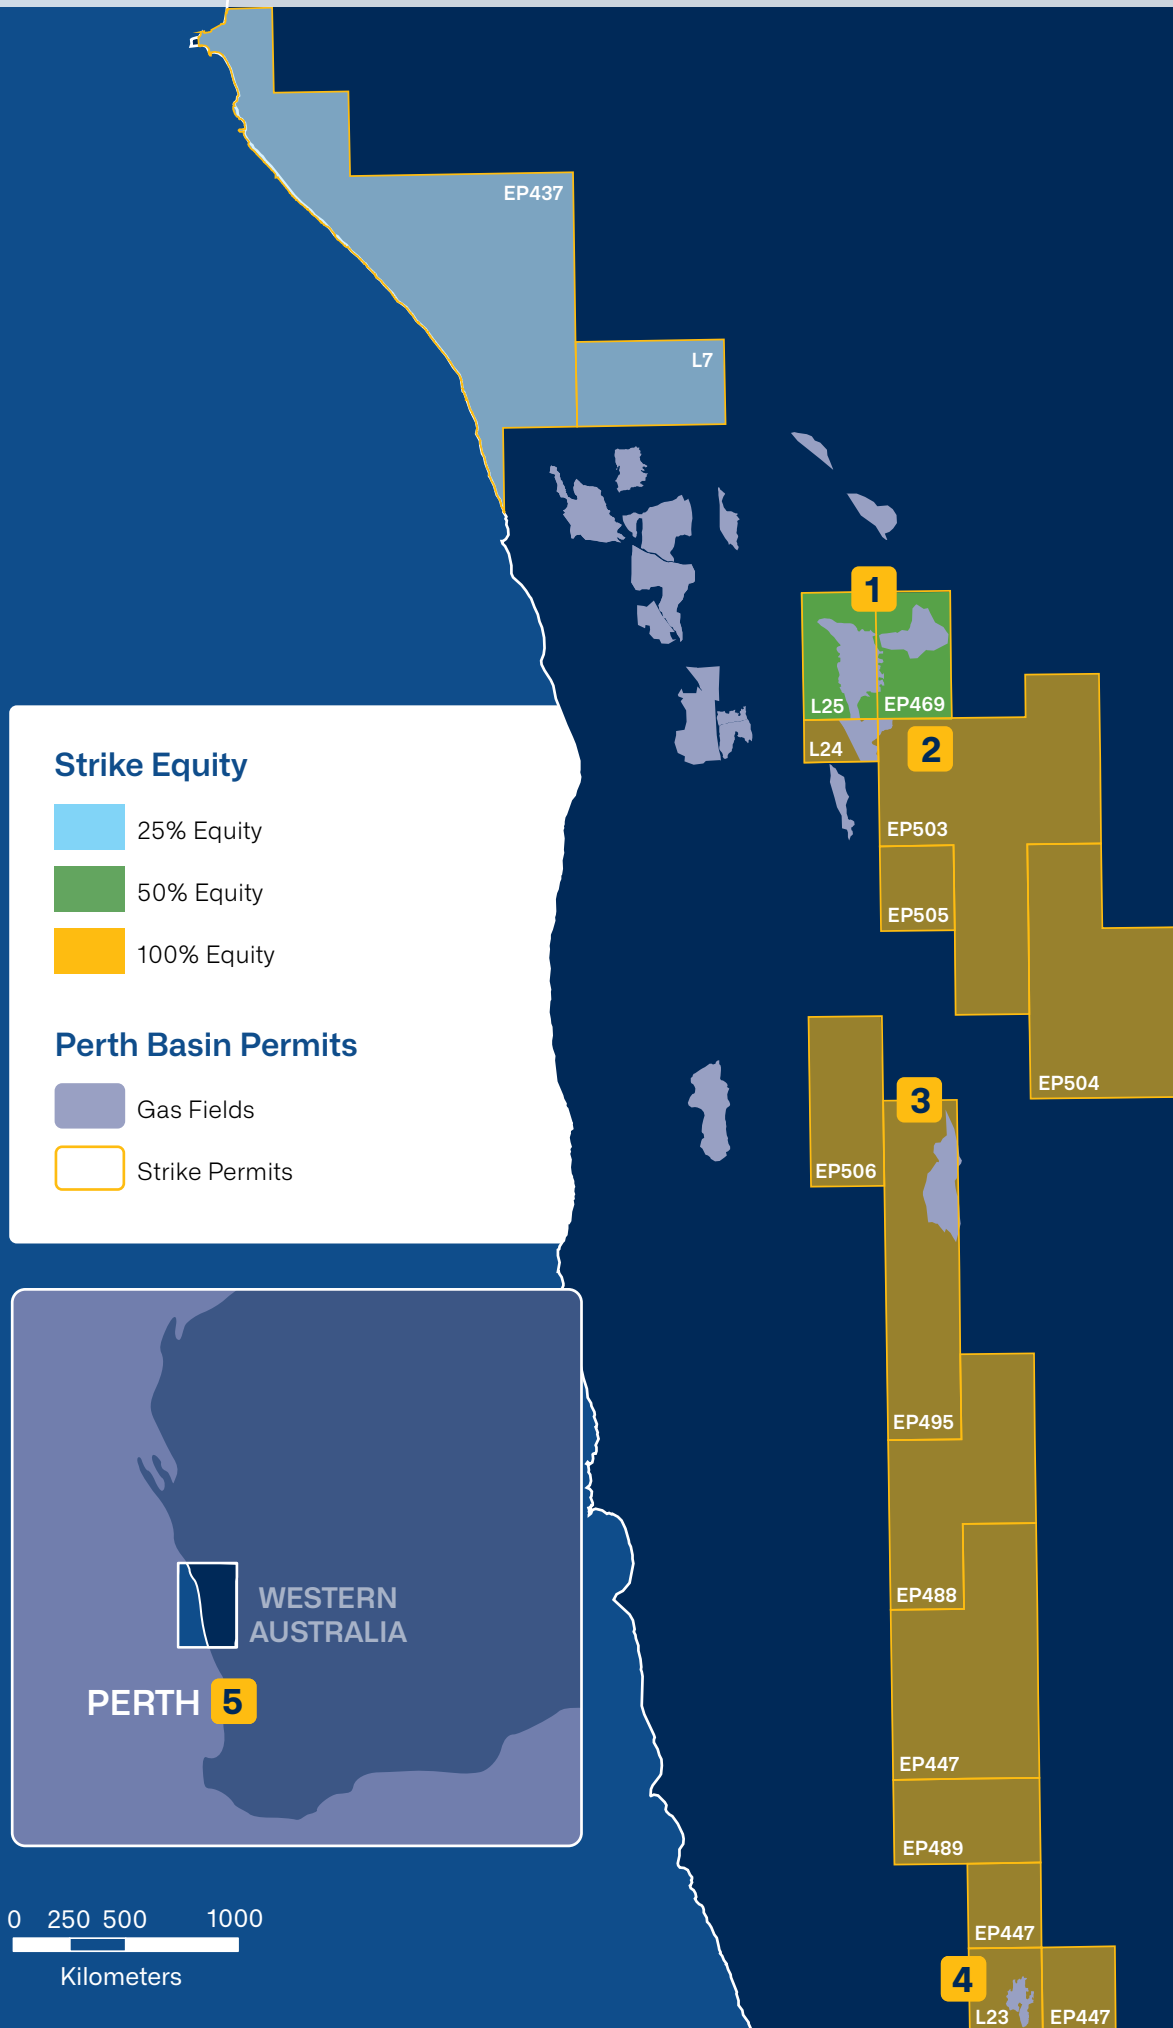 EP437
L7
1
L25
EP469
L24
2
EP503
EP505
EP504
Strike Equity
25% Equity
50% Equity
100% Equity
Perth Basin Permits
Gas Fields
Strike Permits
3
EP506
EP495
EP488
WESTERN
AUSTRALIA
PERTH 5
EP447
EP489
EP447
4
L23
EP447
0 250 500 1000
Kilometers